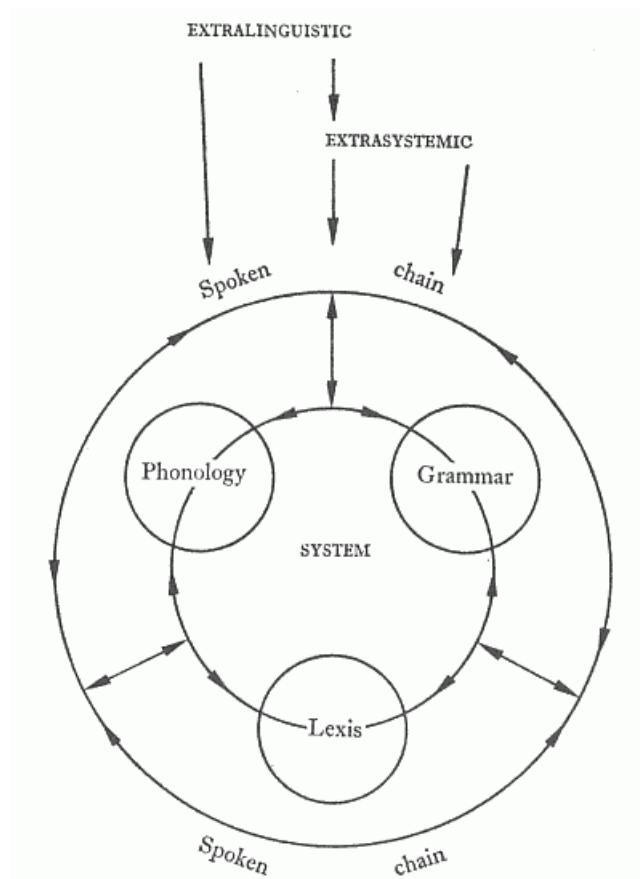 EXTRALINGUISTIC
EXTRASYSTEMIC
Spoken chain
Phonology
Grammar
SYSTEM
Lexis
Spoken chain